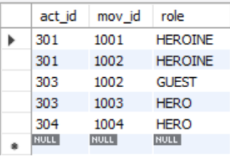 act_id mov_id role
301 1001 HEROINE
301 1002 HEROINE
303 1002 GUEST
303 1003 HERO
304 1004 HERO
NULL NULL NULL